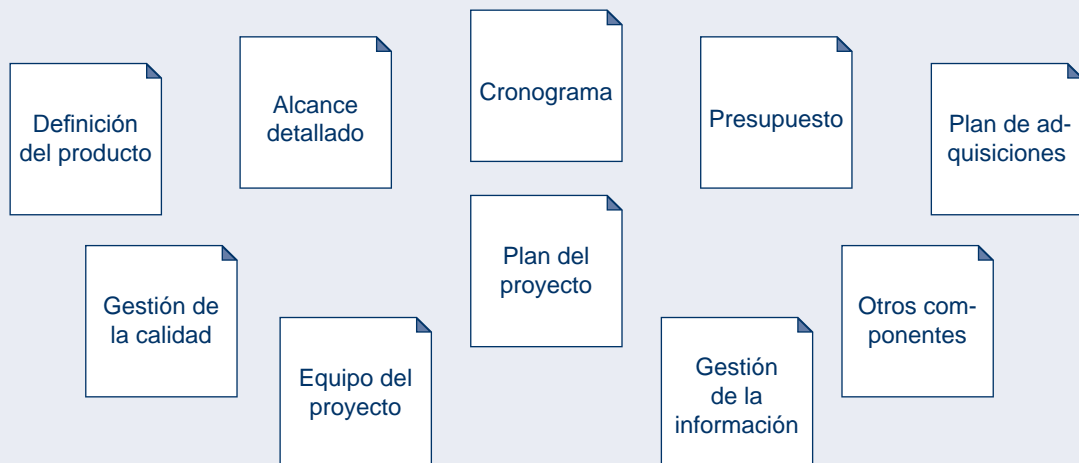 Definición
del producto
Alcance
detallado
Cronograma
Presupuesto
Plan de ad-
quisiciones
Gestión de
la calidad
Equipo del
proyecto
Plan del
proyecto
Gestión
de la
información
Otros com-
ponentes